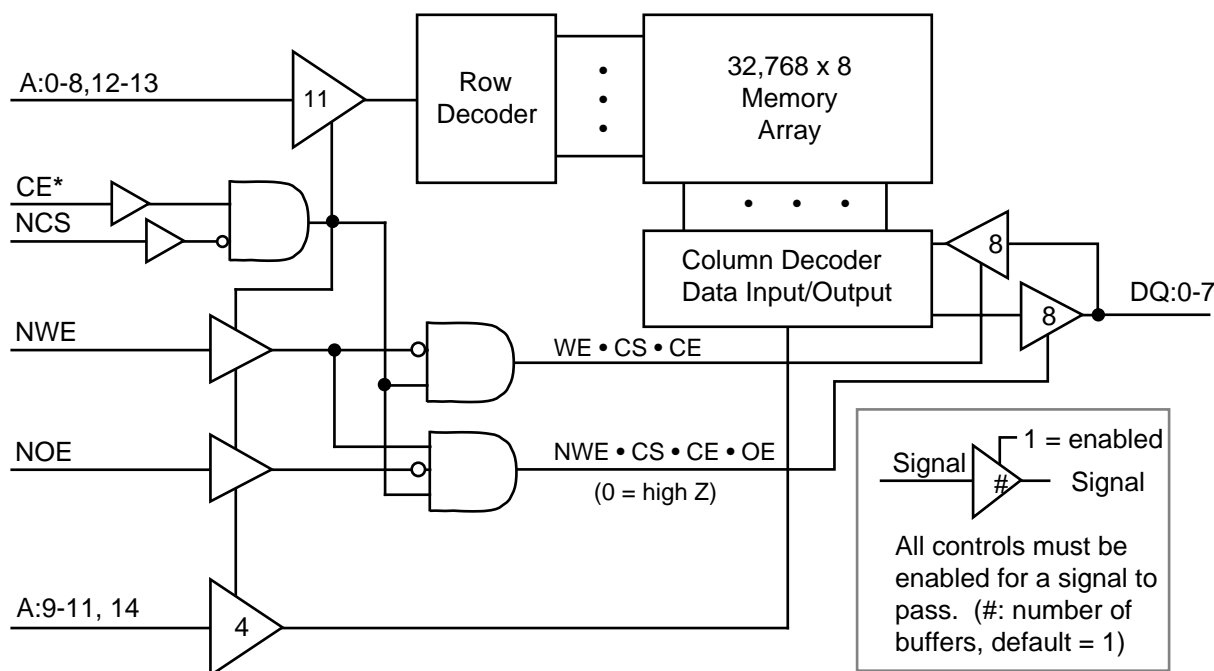 A:0-8,12-13
11
Row
Decoder
32,768 x 8
Memory
Array
CE*
NCS
Column Decoder
Data Input/Output
8
8
DQ:0-7
NWE
WE • CS • CE
NOE
NWE • CS • CE • OE
(0 = high Z)
A:9-11, 14
4
1 = enabled
Signal
#
Signal
All controls must be
enabled for a signal to
pass. (#: number of
buffers, default = 1)